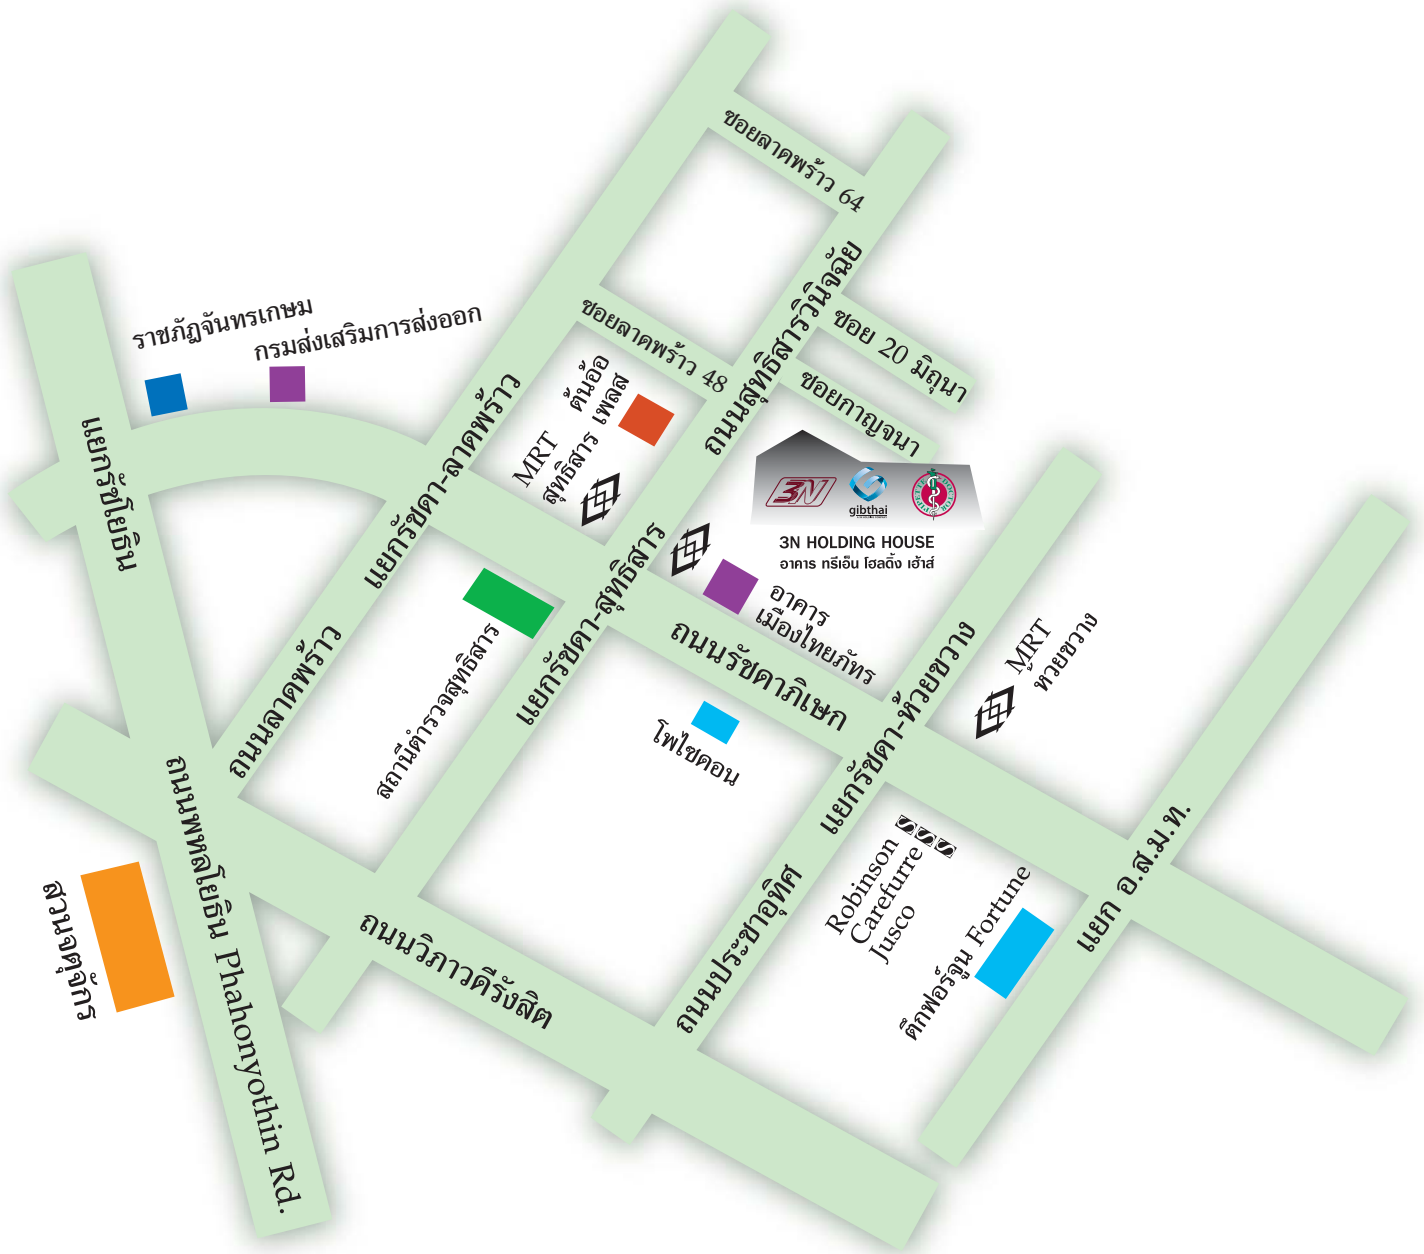 ซอยลาดพร้าว 64
ถนนสุทธิสารวินิจฉัย
ซอยลาดพร้าว 48
ซอย 20 มิถุนา
ซอยกาญจนา
ราชภัฏจันทรเกษม
กรมส่งเสริมการส่งออก
แยกรัชโยธิน
แยกรัชดา-ลาดพร้าว
ต้นอ้อ
เพลส
MRT
สุทธิสาร
3N
gibthai
3N HOLDING HOUSE
อาคาร ทรีเอ็น โฮลดิ้ง เฮ้าส์
แยกรัชดา-สุทธิสาร
อาคาร
เมืองไทยภัทร
ถนนรัชดาภิเษก
สถานีตำรวจสุทธิสาร
ถนนลาดพร้าว
โพไซดอน
แยกรัชดา-ห้วยขวาง
MRT
ห้วยขวาง
ถนนพหลโยธิน Phahonyothin Rd.
สวนจตุจักร
ถนนวิภาวดีรังสิต
ถนนประชาอุทิศ
Robinson
Carefurre
Jusco
ตึกฟอร์จูน Fortune
แยก อ.ส.ม.ท.